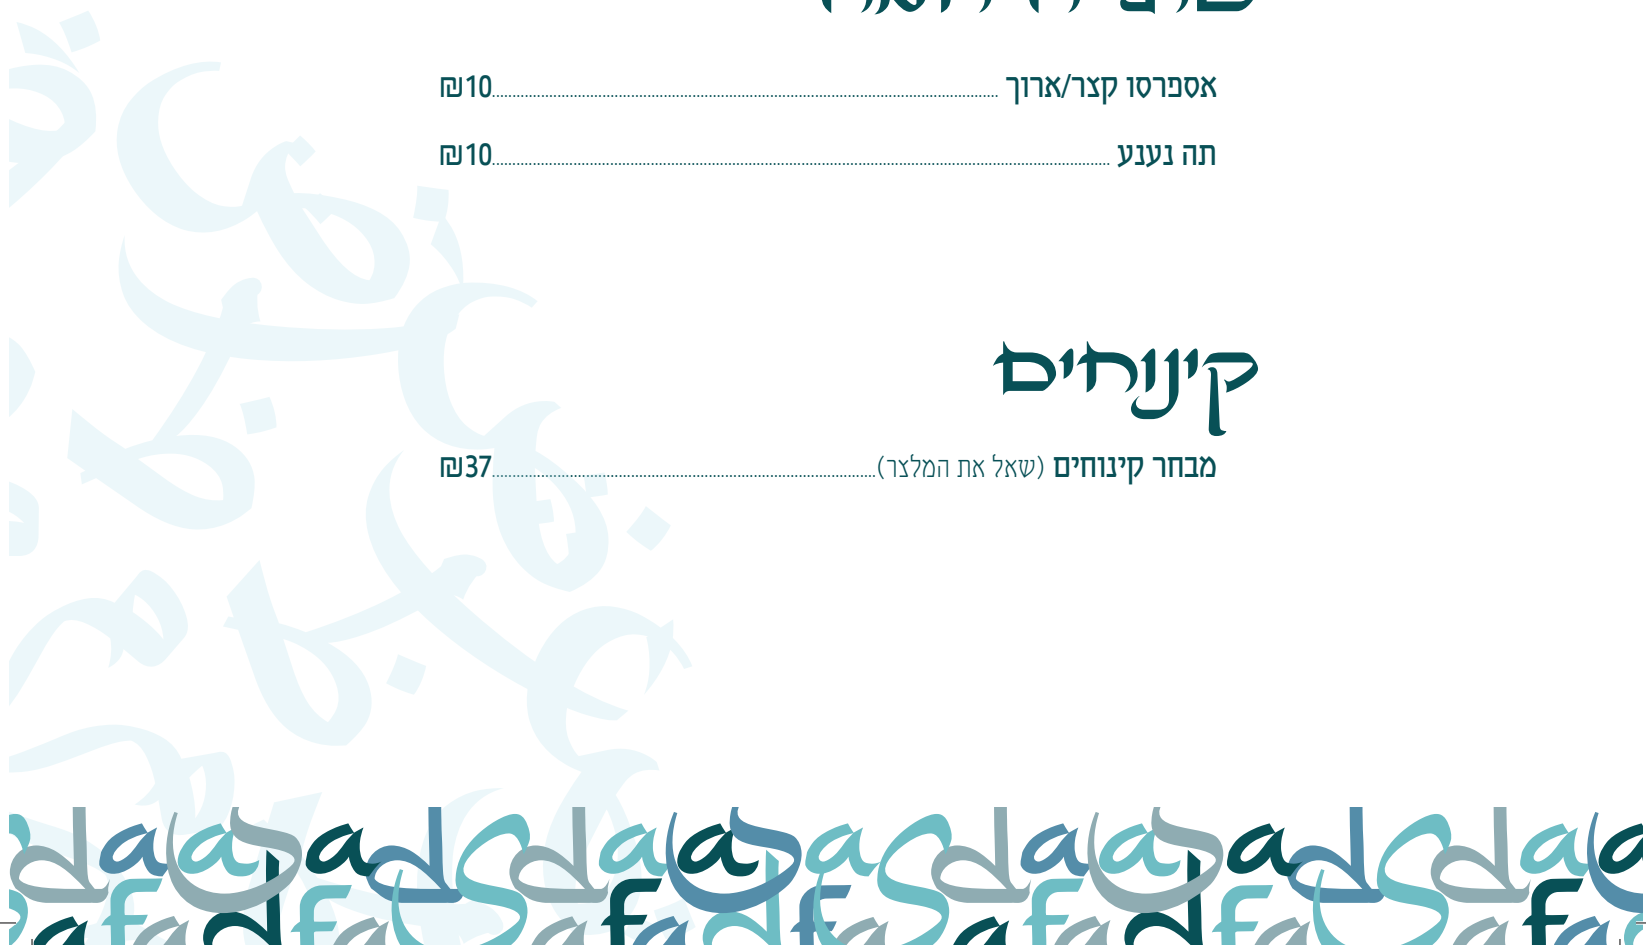 אספרסו קצר/ארוך ........ ₪10
תה נענע ........ ₪10
קינוחים
מבחר קינוחים (שאל את המלצר) ........ ₪37